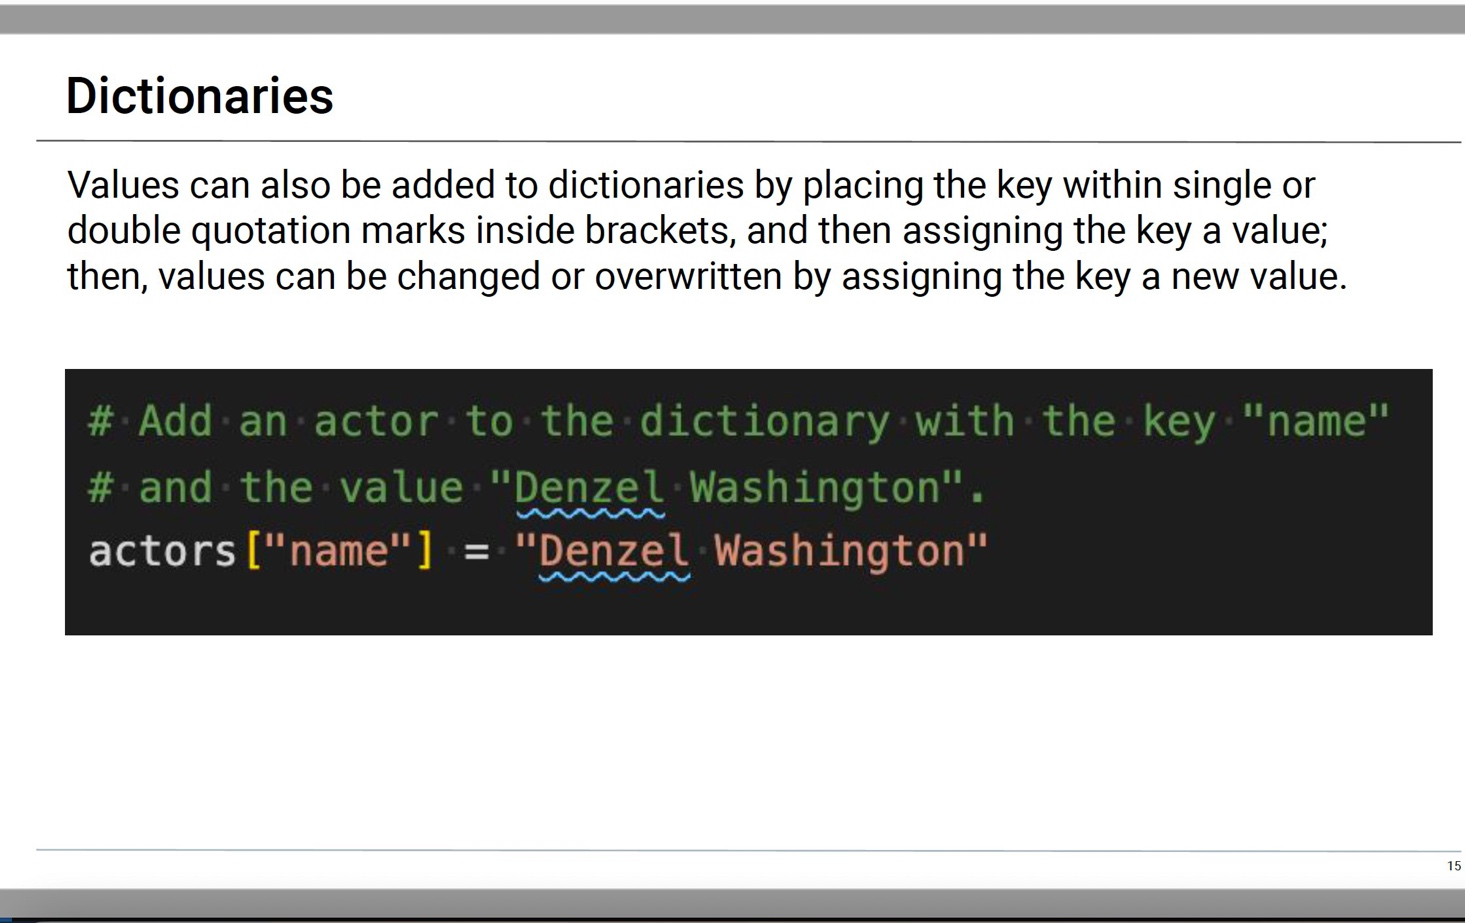 Dictionaries
Values can also be added to dictionaries by placing the key within single or
double quotation marks inside brackets, and then assigning the key a value;
then, values can be changed or overwritten by assigning the key a new value.
# Add an actor to the dictionary with the key "name"
# and the value "Denzel Washington".
actors["name"] = "Denzel Washington"
15